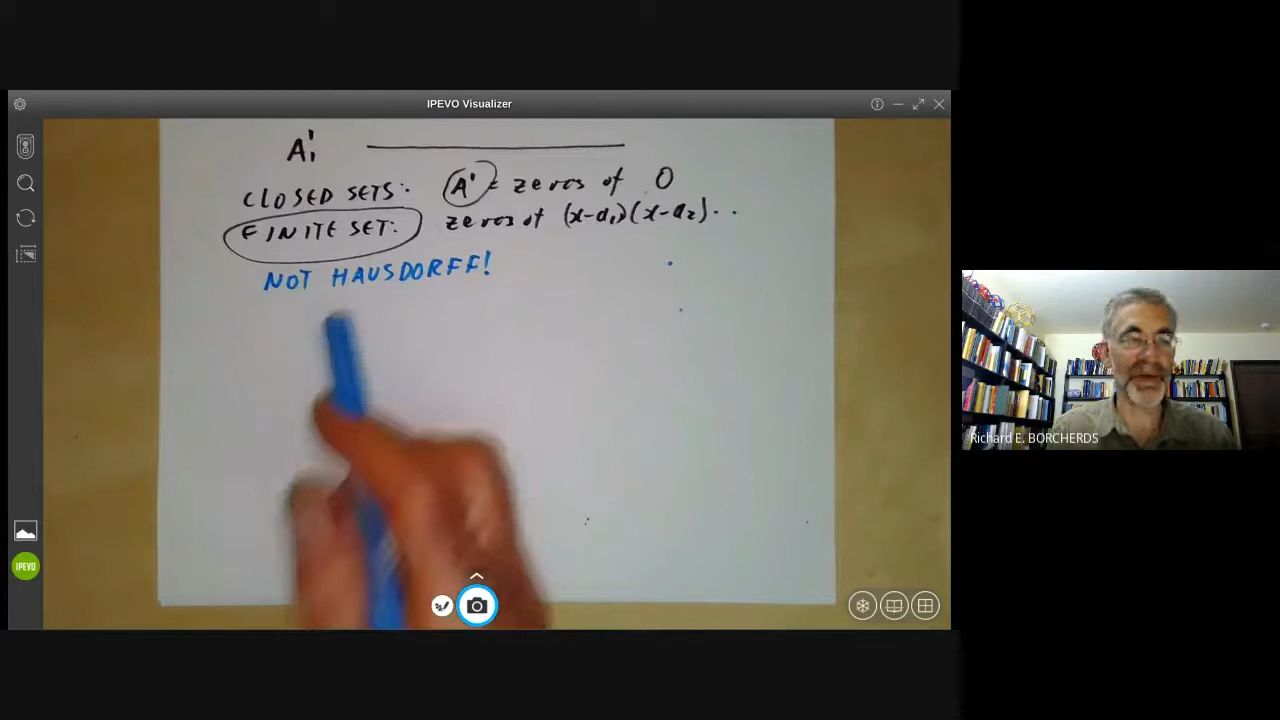 IPEVO Visualizer
A¹,
CLOSED SETS: A¹ = zeros of 0
FINITE SET: zeros of (x-a₁)(x-a₂)..
NOT HAUSDORFF!
Richard E. BORCHERDS
IPEVO